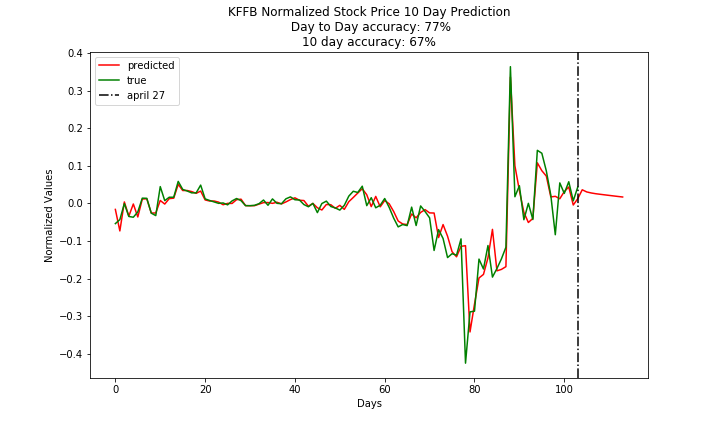 KFFB Normalized Stock Price 10 Day Prediction
Day to Day accuracy: 77%
10 day accuracy: 67%
predicted
true
april 27
Normalized Values
0.4
0.3
0.2
0.1
0.0
−0.1
−0.2
−0.3
−0.4
0 20 40 60 80 100
Days